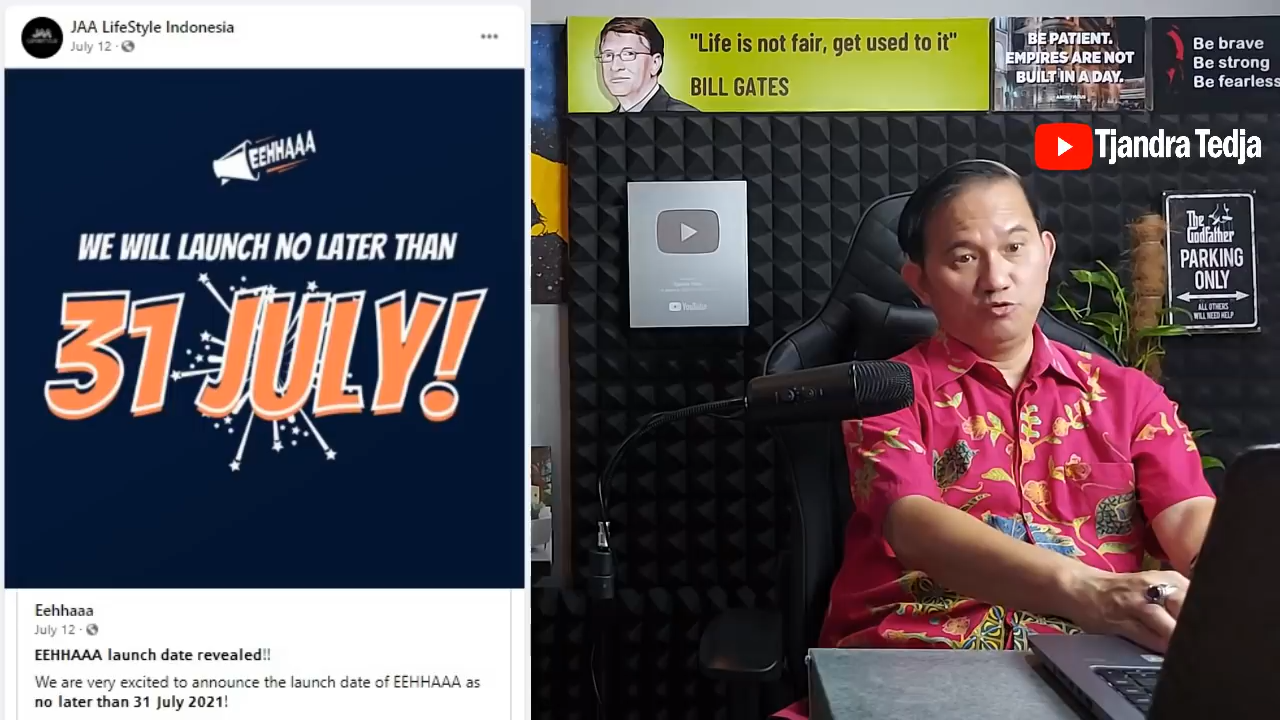 JAA LifeStyle Indonesia
July 12 ·
EEHHAAA
WE WILL LAUNCH NO LATER THAN
31 JULY!
Eehhaaa
July 12 ·
EEHHAAA launch date revealed!!
We are very excited to announce the launch date of EEHHAAA as
no later than 31 July 2021!
"Life is not fair, get used to it"
BILL GATES
BE PATIENT.
EMPIRES ARE NOT
BUILT IN A DAY.
Be brave
Be strong
Be fearless
Tjandra Tedja
YouTube
The
Godfather
PARKING
ONLY
ALL OTHERS
WILL NEED HELP